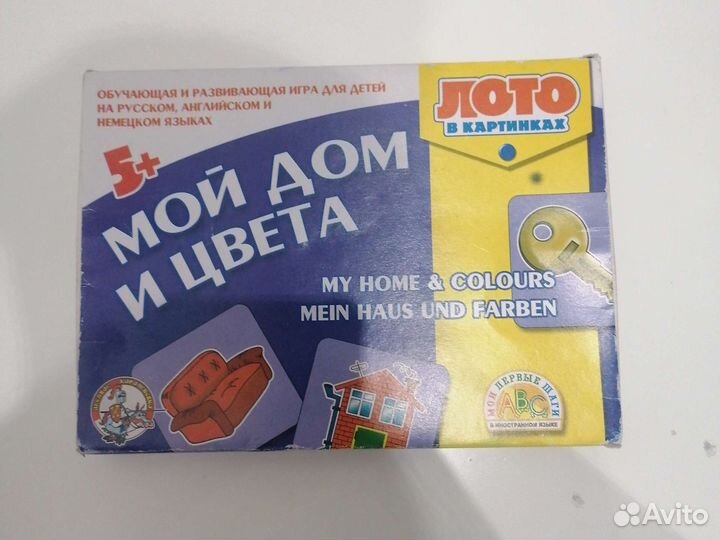 ОБУЧАЮЩАЯ И РАЗВИВАЮЩАЯ ИГРА ДЛЯ ДЕТЕЙ
НА РУССКОМ, АНГЛИЙСКОМ И
НЕМЕЦКОМ ЯЗЫКАХ
ЛОТО
В КАРТИНКАХ
5+
МОЙ ДОМ
И ЦВЕТА
MY HOME & COLOURS
MEIN HAUS UND FARBEN
МОИ ПЕРВЫЕ ШАГИ
ABC
В ИНОСТРАННОМ ЯЗЫКЕ
Avito